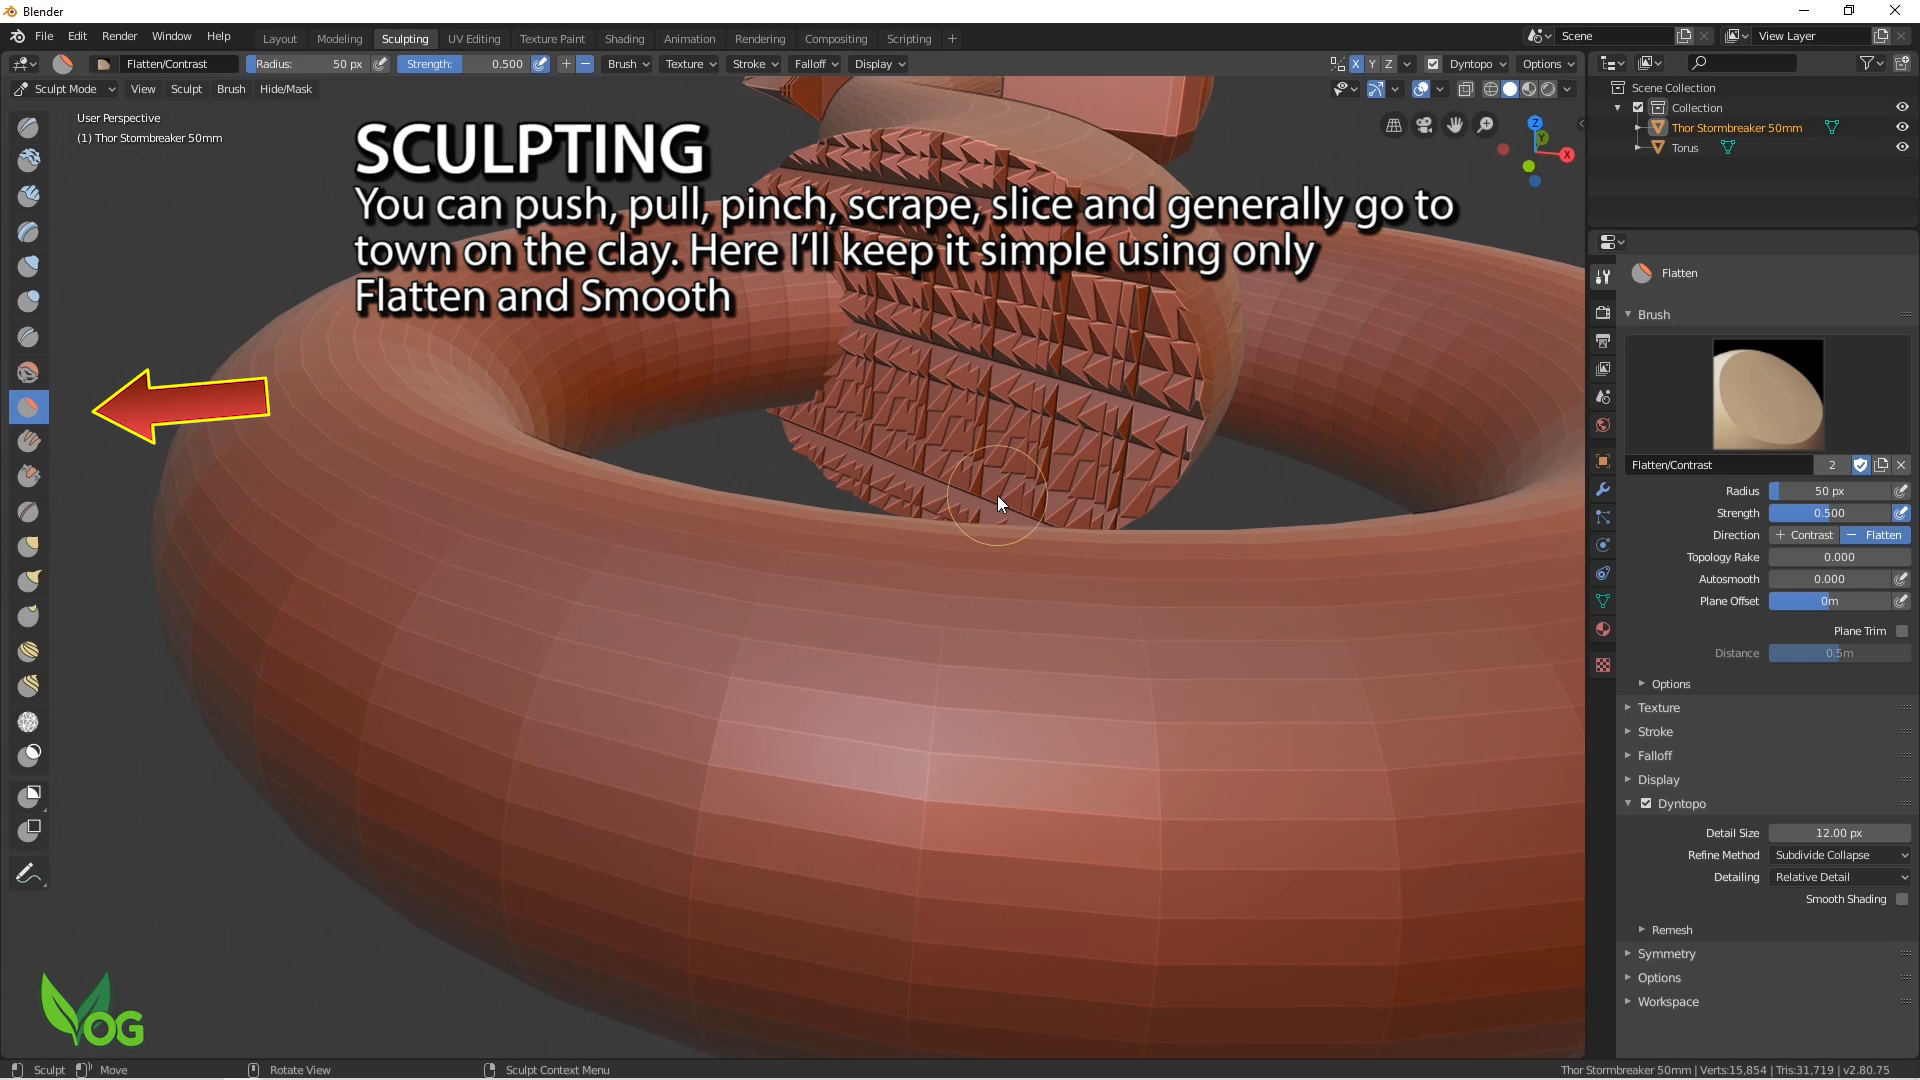 Blender
File Edit Render Window Help Layout Modeling Sculpting UV Editing Texture Paint Shading Animation Rendering Compositing Scripting + Scene View Layer
Flatten/Contrast Radius: 50 px Strength: 0.500 + − Brush Texture Stroke Falloff Display X Y Z Dyntopo Options
Sculpt Mode View Sculpt Brush Hide/Mask
User Perspective
(1) Thor Stormbreaker 50mm
Z
Y
X
SCULPTING
You can push, pull, pinch, scrape, slice and generally go to
town on the clay. Here I'll keep it simple using only
Flatten and Smooth
Scene Collection
Collection
Thor Stormbreaker 50mm
Torus
Flatten
Brush
Flatten/Contrast 2
Radius 50 px
Strength 0.500
Direction + Contrast − Flatten
Topology Rake 0.000
Autosmooth 0.000
Plane Offset 0m
Plane Trim
Distance 0.5m
Options
Texture
Stroke
Falloff
Display
Dyntopo
Detail Size 12.00 px
Refine Method Subdivide Collapse
Detailing Relative Detail
Smooth Shading
Remesh
Symmetry
Options
Workspace
VOG
Sculpt Move Rotate View Sculpt Context Menu Thor Stormbreaker 50mm | Verts:15,854 | Tris:31,719 | v2.80.75